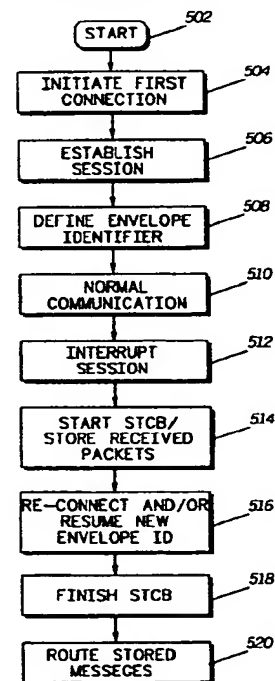 START
502
INITIATE FIRST
CONNECTION
504
ESTABLISH
SESSION
506
DEFINE ENVELOPE
IDENTIFIER
508
NORMAL
COMMUNICATION
510
INTERRUPT
SESSION
512
START STCB/
STORE RECEIVED
PACKETS
514
RE-CONNECT AND/OR
RESUME NEW
ENVELOPE ID
516
FINISH STCB
518
ROUTE STORED
MESSEGES
520